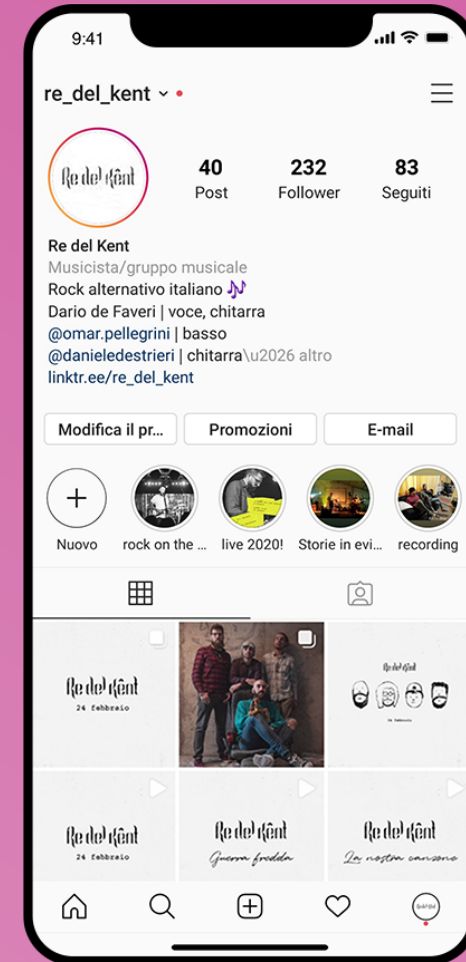 9:41
re_del_kent
Re del Kent
40 232 83
Post Follower Seguiti
Re del Kent
Musicista/gruppo musicale
Rock alternativo italiano
Dario de Faveri | voce, chitarra
@omar.pellegrini | basso
@danieledestrieri | chitarra\u2026 altro
linktr.ee/re_del_kent
Modifica il pr... Promozioni E-mail
Nuovo rock on the ... live 2020! Storie in evi... recording
Re del Kent
24 febbraio
Re del Kent
24 febbraio
Re del Kent
24 febbraio
Re del Kent
Guerra fredda
Re del Kent
La nostra canzone